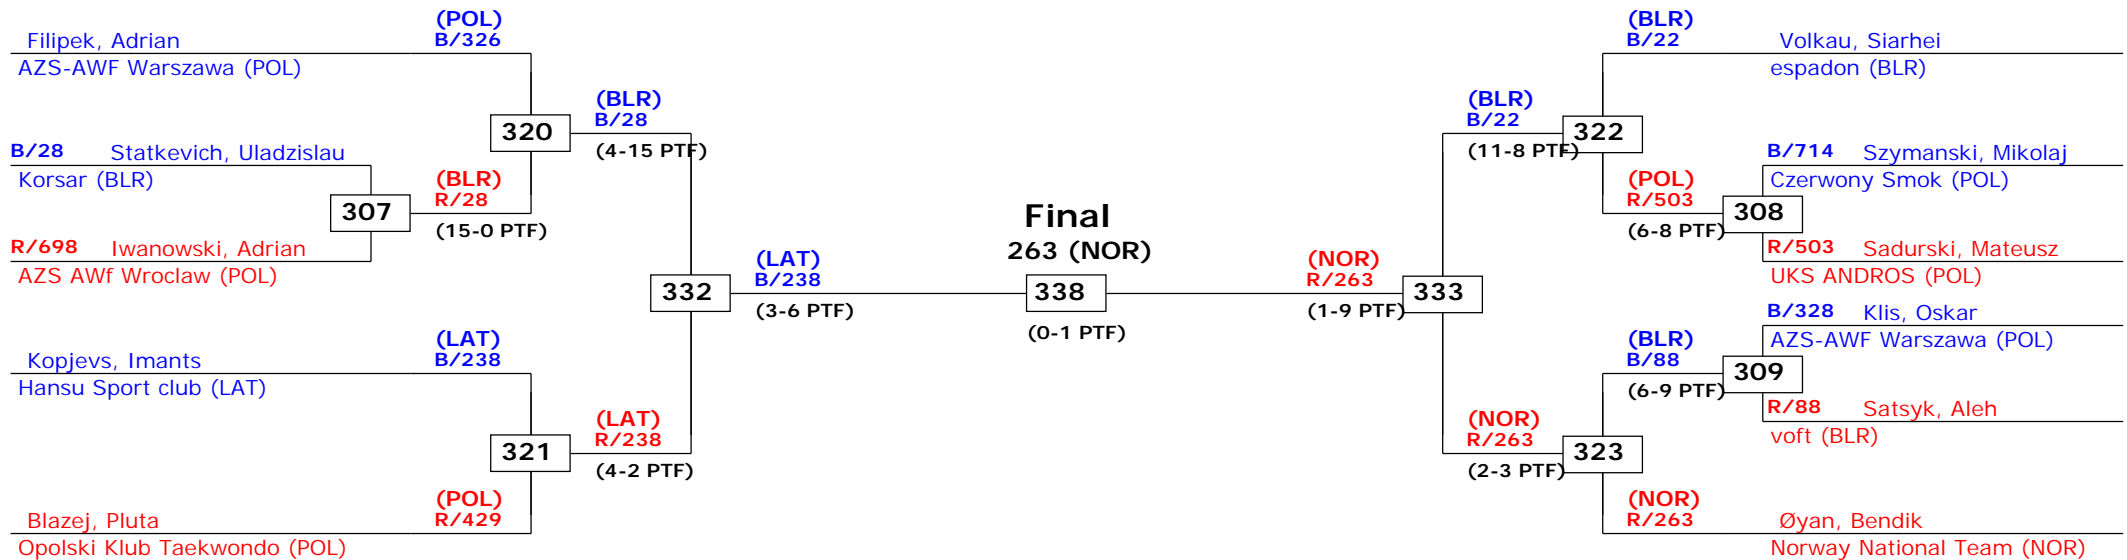 (POL)
Filipek, Adrian B/326
AZS-AWF Warszawa (POL)
(BLR)
B/28
320
(4-15 PTF)
B/28 Statkevich, Uladzislau
Korsar (BLR)
(BLR)
R/28
307
(15-0 PTF)
R/698 Iwanowski, Adrian
AZS AWf Wroclaw (POL)
332
(LAT)
B/238
(3-6 PTF)
(LAT)
Kopjevs, Imants B/238
Hansu Sport club (LAT)
(LAT)
R/238
321
(4-2 PTF)
(POL)
Blazej, Pluta R/429
Opolski Klub Taekwondo (POL)
Final
263 (NOR)
338
(0-1 PTF)
(NOR)
R/263
333
(1-9 PTF)
(BLR)
B/22 Volkau, Siarhei
espadon (BLR)
(BLR)
B/22
322
(11-8 PTF)
B/714 Szymanski, Mikolaj
Czerwony Smok (POL)
(POL)
R/503
308
(6-8 PTF)
R/503 Sadurski, Mateusz
UKS ANDROS (POL)
B/328 Klis, Oskar
AZS-AWF Warszawa (POL)
(BLR)
B/88
309
(6-9 PTF)
R/88 Satsyk, Aleh
voft (BLR)
(NOR)
R/263
323
(2-3 PTF)
(NOR)
R/263 Øyan, Bendik
Norway National Team (NOR)